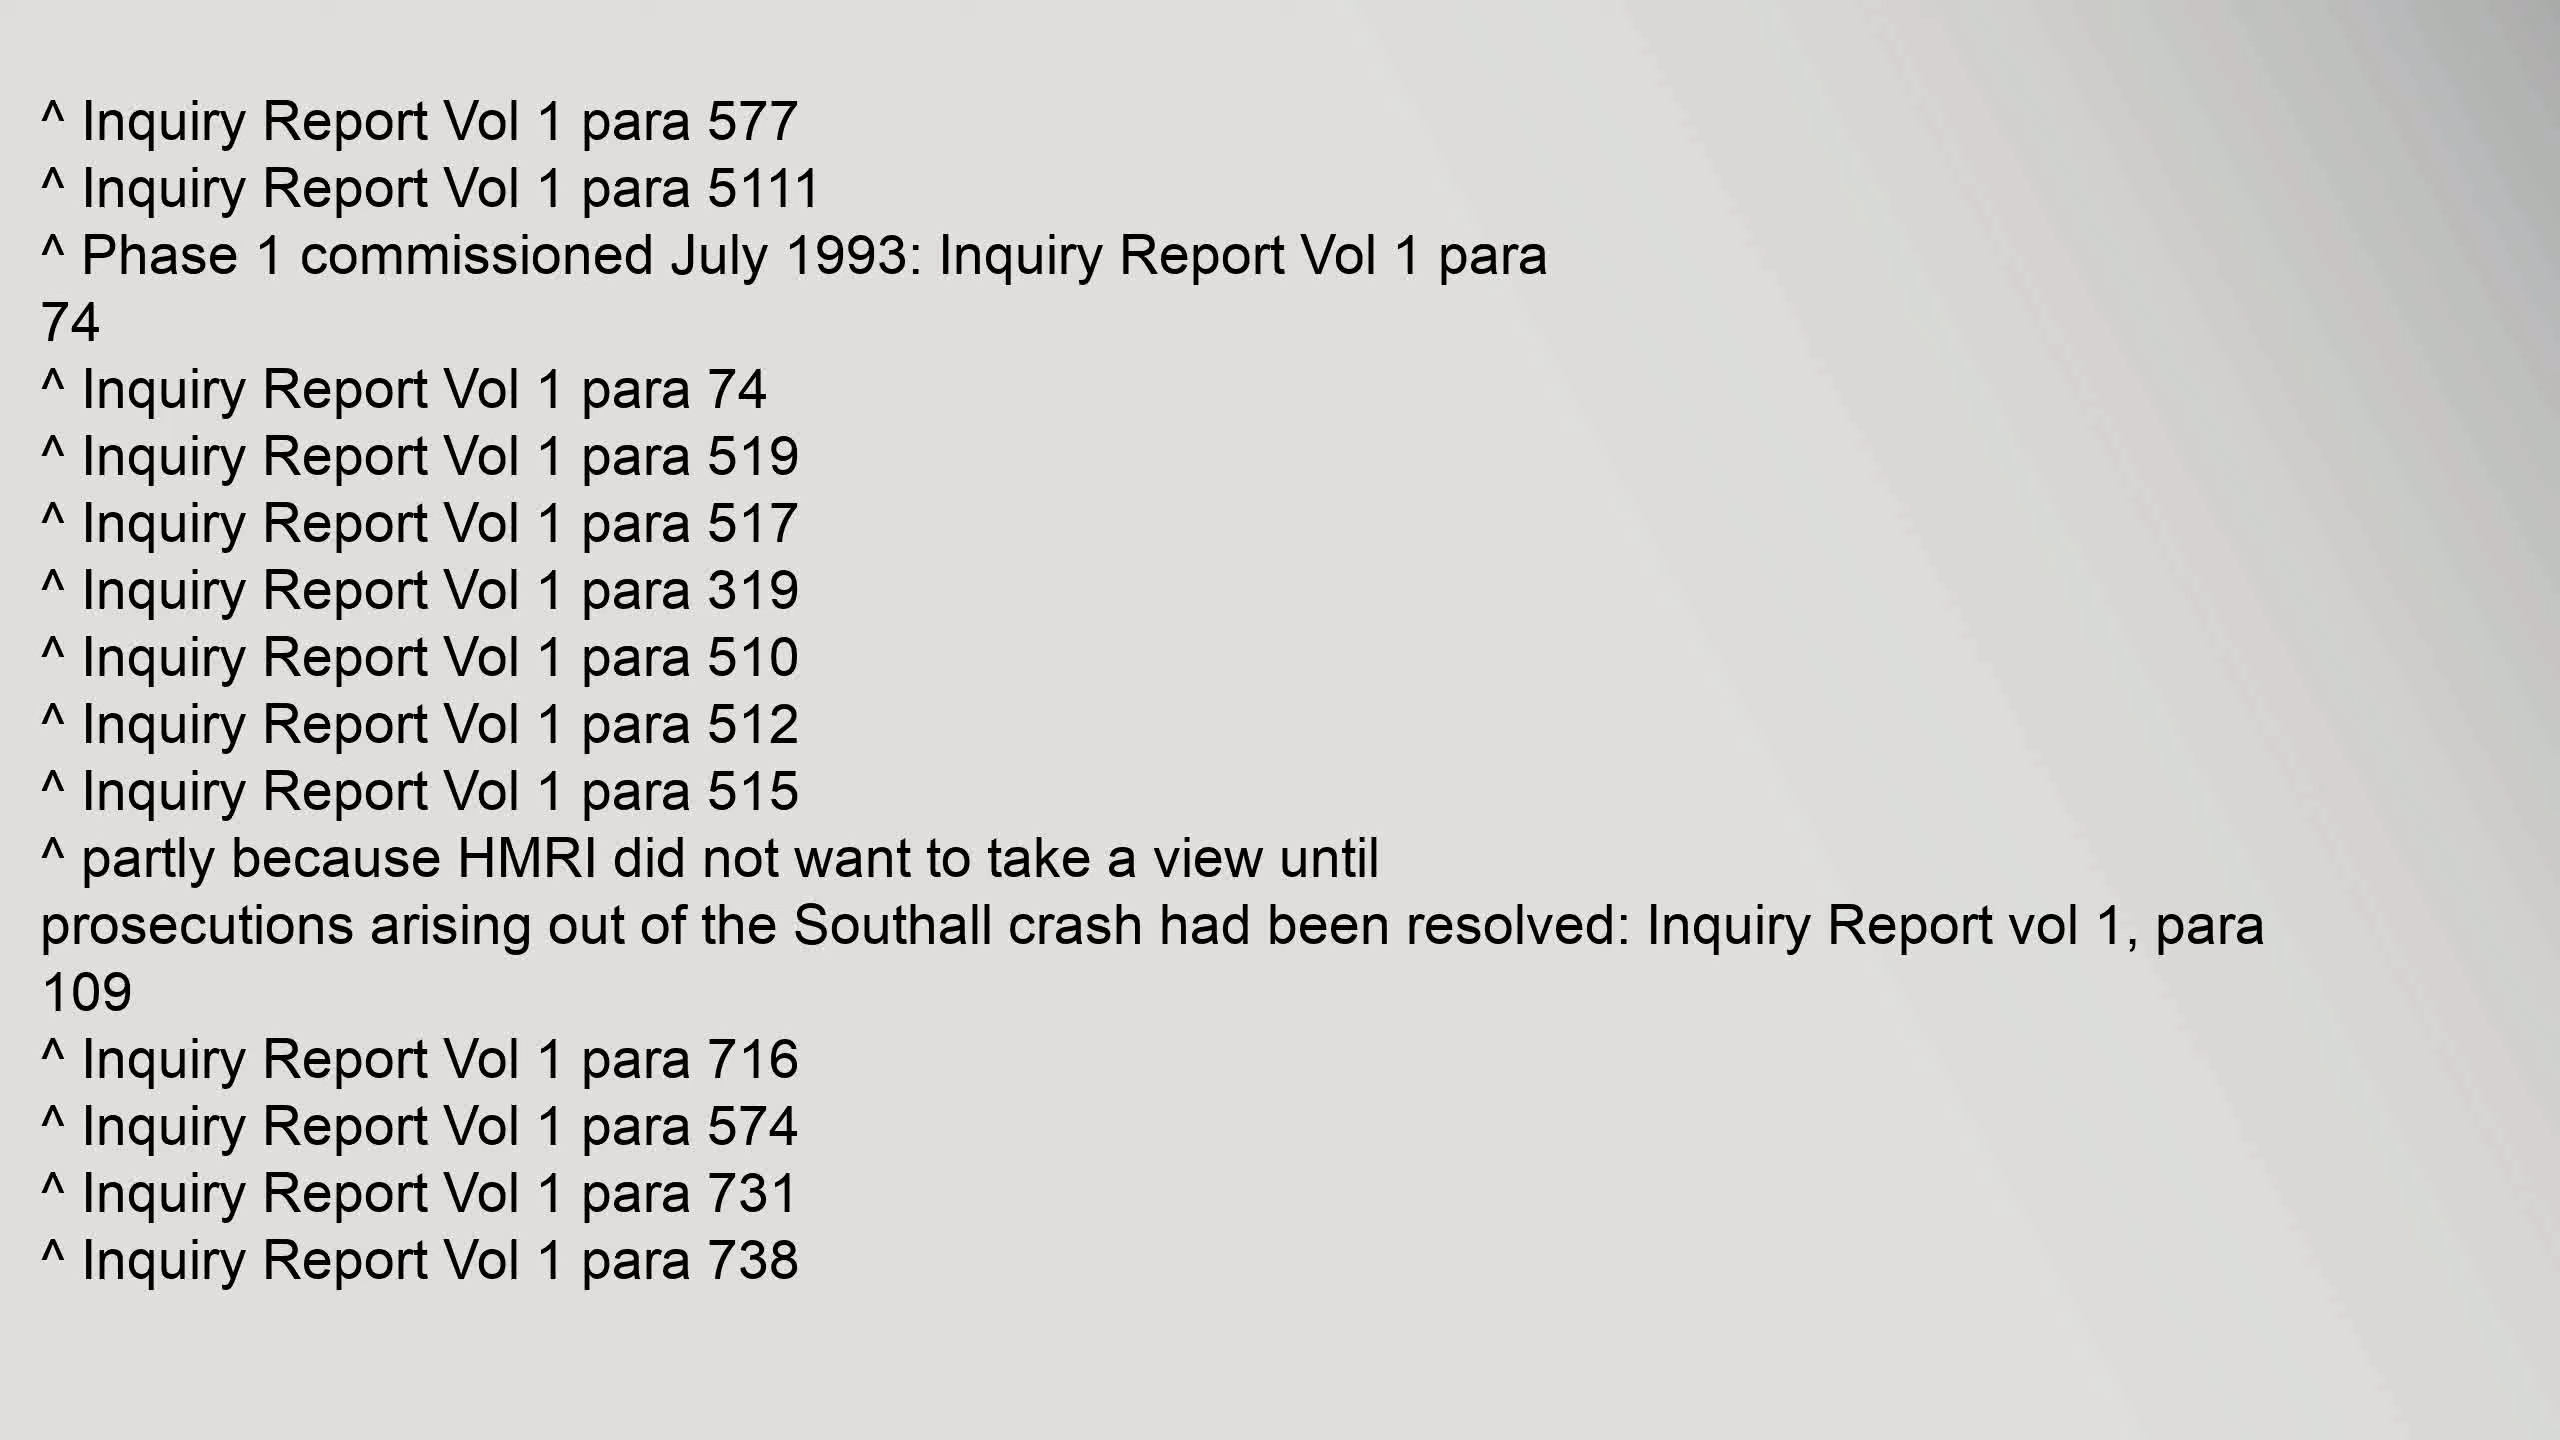 ^ Inquiry Report Vol 1 para 577
^ Inquiry Report Vol 1 para 5111
^ Phase 1 commissioned July 1993: Inquiry Report Vol 1 para
74
^ Inquiry Report Vol 1 para 74
^ Inquiry Report Vol 1 para 519
^ Inquiry Report Vol 1 para 517
^ Inquiry Report Vol 1 para 319
^ Inquiry Report Vol 1 para 510
^ Inquiry Report Vol 1 para 512
^ Inquiry Report Vol 1 para 515
^ partly because HMRI did not want to take a view until
prosecutions arising out of the Southall crash had been resolved: Inquiry Report vol 1, para
109
^ Inquiry Report Vol 1 para 716
^ Inquiry Report Vol 1 para 574
^ Inquiry Report Vol 1 para 731
^ Inquiry Report Vol 1 para 738